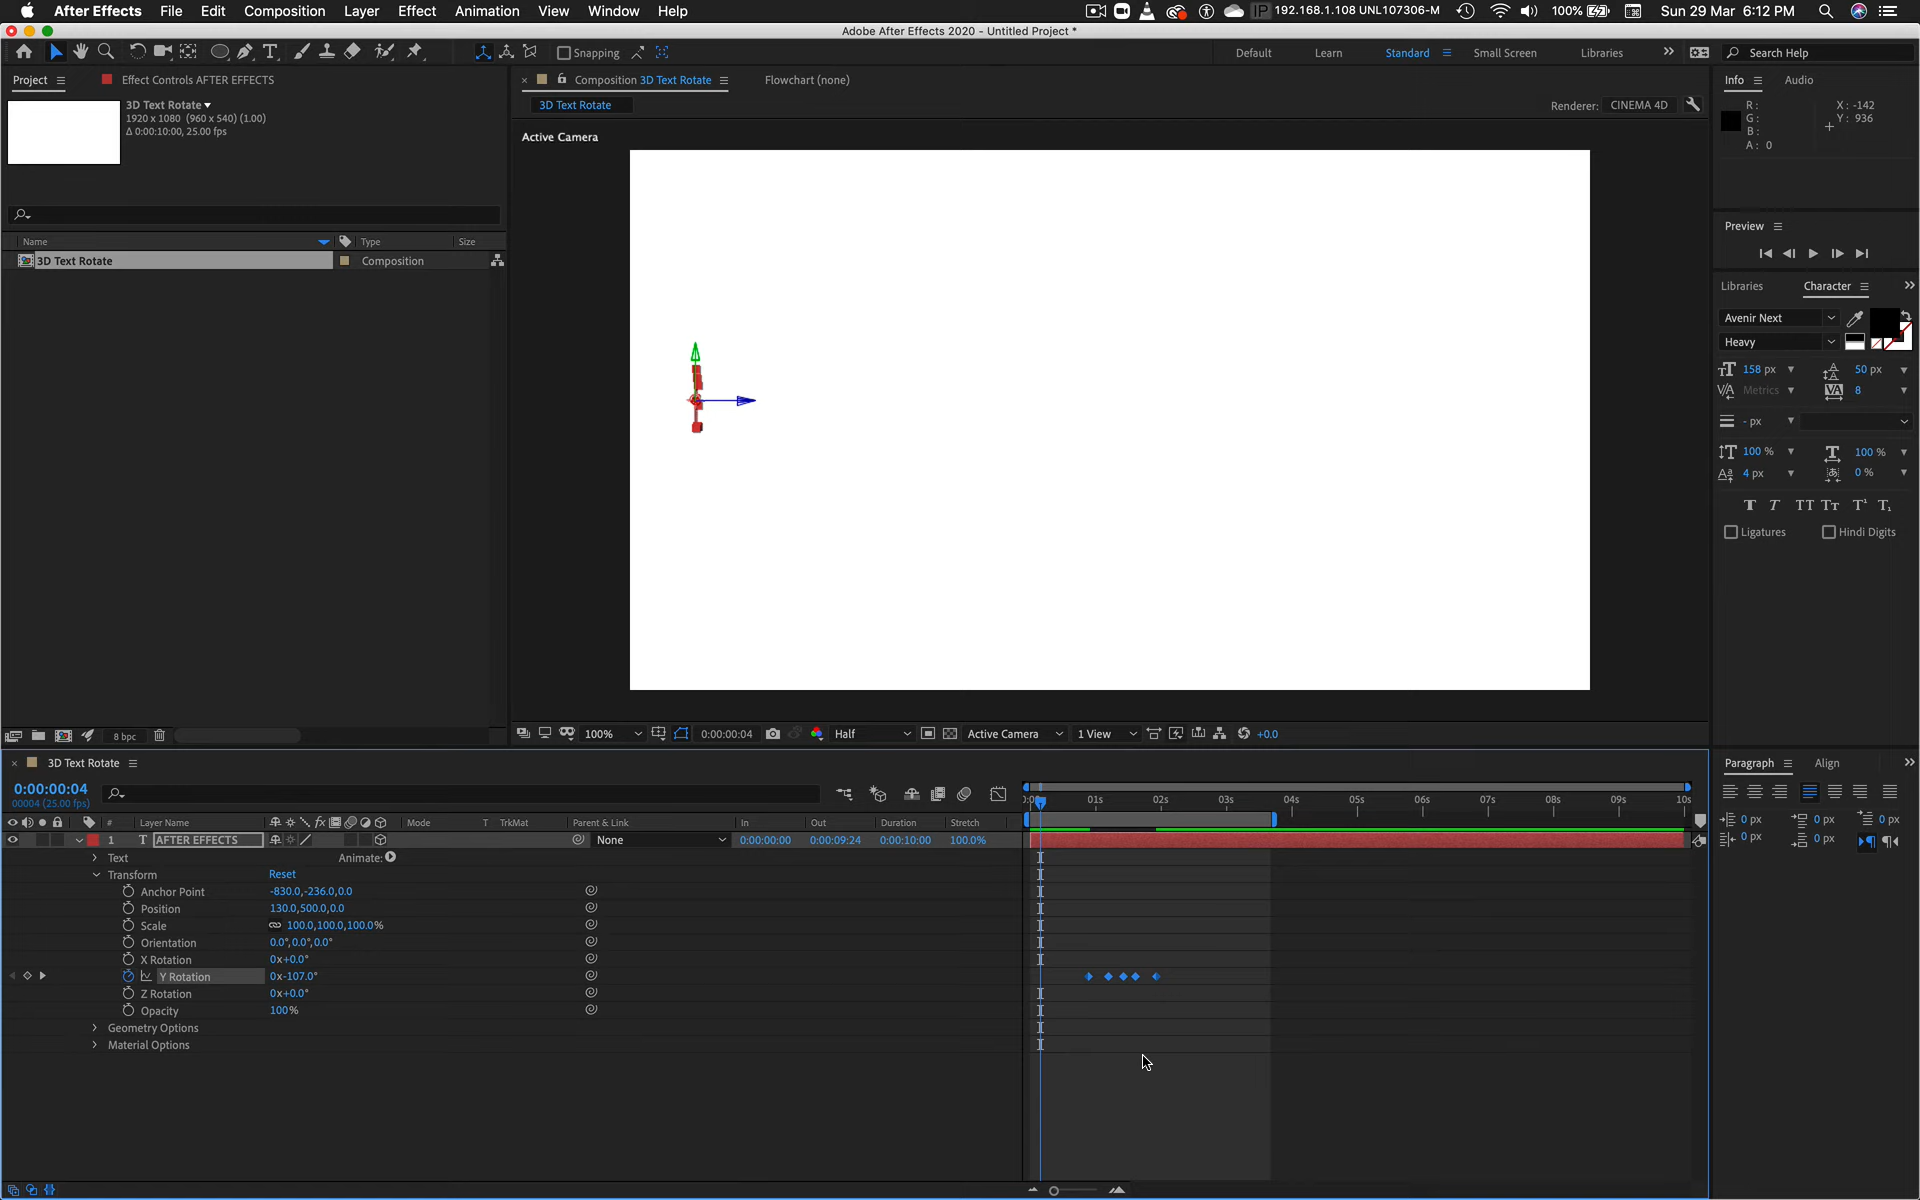 After Effects File Edit Composition Layer Effect Animation View Window Help 192.168.1.108 UNL107306-M 100% Sun 29 Mar 6:12 PM
Adobe After Effects 2020 - Untitled Project *
Snapping Default Learn Standard Small Screen Libraries Search Help
Project Effect Controls AFTER EFFECTS
3D Text Rotate
1920 x 1080 (960 x 540) (1.00)
Δ 0:00:10:00, 25.00 fps
Name Type Size
3D Text Rotate Composition
8 bpc
Composition 3D Text Rotate Flowchart (none)
3D Text Rotate Renderer: CINEMA 4D
Active Camera
100% 0:00:00:04 Half Active Camera 1 View +0.0
Info Audio
R: X: -142
G: Y: 936
B:
A: 0
Preview
Libraries Character
Avenir Next
Heavy
158 px 50 px
Metrics 8
- px
100 % 100 %
4 px 0 %
T T TT Tt T¹ T₁
Ligatures Hindi Digits
3D Text Rotate
0:00:00:04
00004 (25.00 fps)
0:00 01s 02s 03s 04s 05s 06s 07s 08s 09s 10s
# Layer Name Mode T TrkMat Parent & Link In Out Duration Stretch
1 T AFTER EFFECTS None 0:00:00:00 0:00:09:24 0:00:10:00 100.0%
Text Animate:
Transform Reset
Anchor Point -830.0,-236.0,0.0
Position 130.0,500.0,0.0
Scale 100.0,100.0,100.0%
Orientation 0.0°,0.0°,0.0°
X Rotation 0x+0.0°
Y Rotation 0x-107.0°
Z Rotation 0x+0.0°
Opacity 100%
Geometry Options
Material Options
Paragraph Align
0 px 0 px 0 px
0 px 0 px